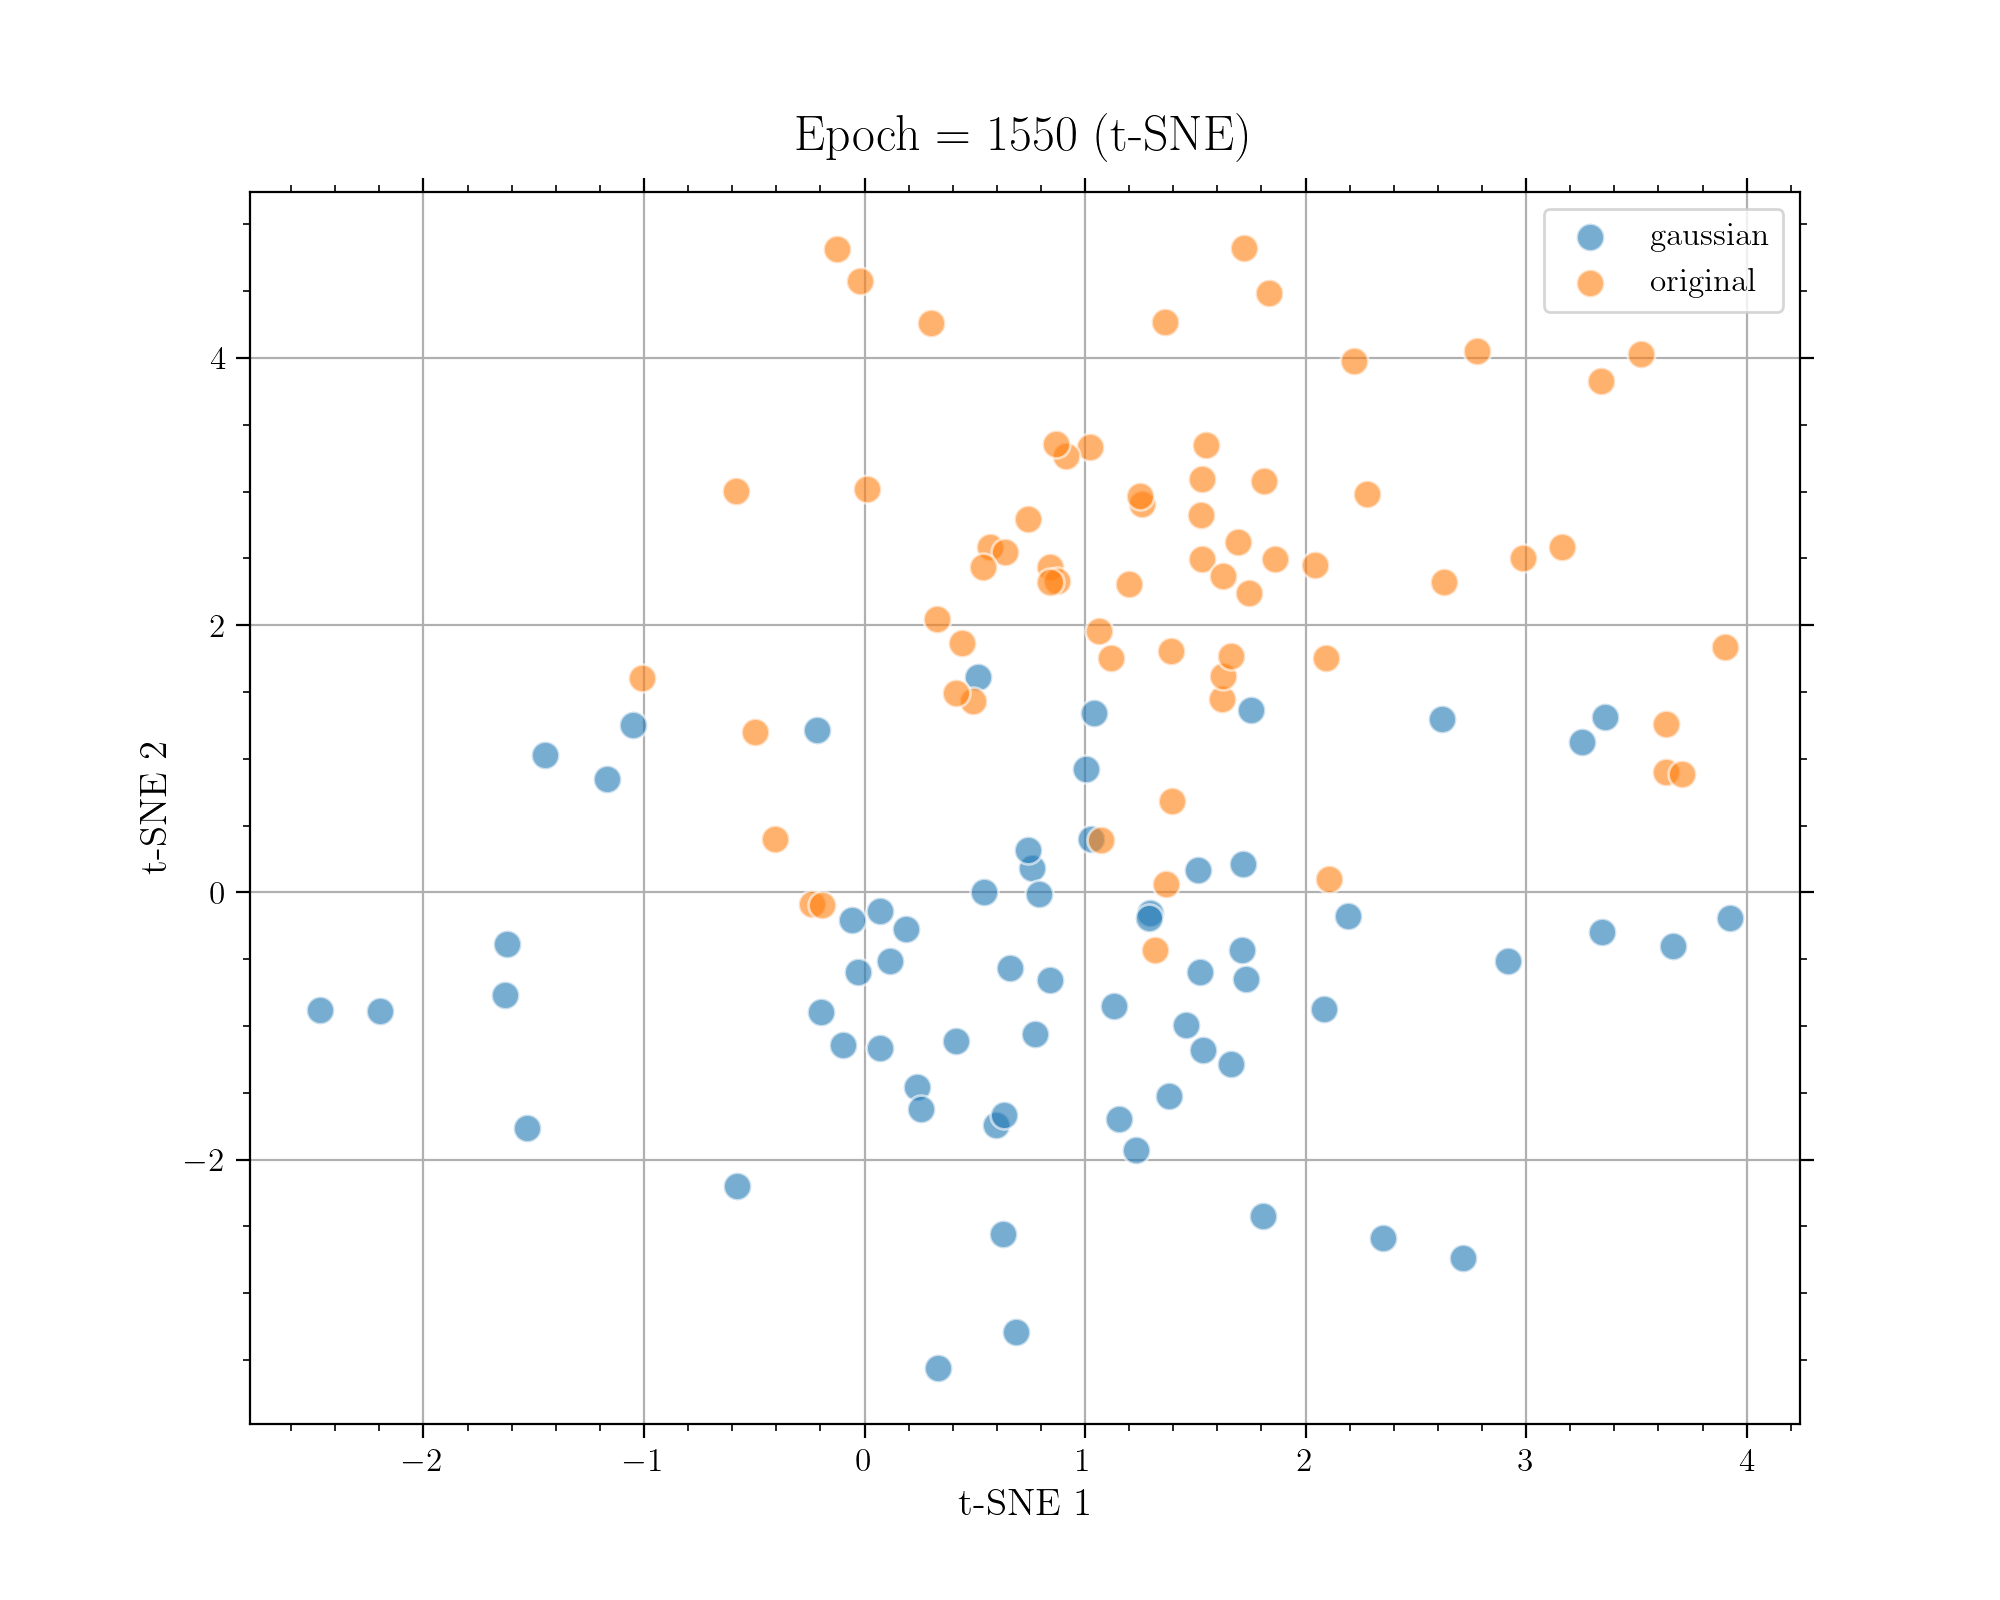 Epoch = 1550 (t-SNE)
gaussian
original
4
2
0
−2
t-SNE 2
−2
−1
0
1
2
3
4
t-SNE 1